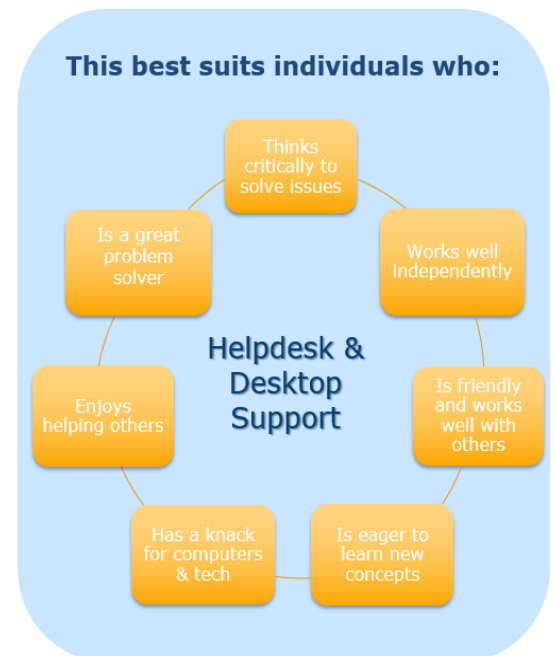 This best suits individuals who:
Thinks
critically to
solve issues
Works well
independently
Is friendly
and works
well with
others
Is eager to
learn new
concepts
Has a knack
for computers
& tech
Enjoys
helping others
Is a great
problem
solver
Helpdesk &
Desktop
Support